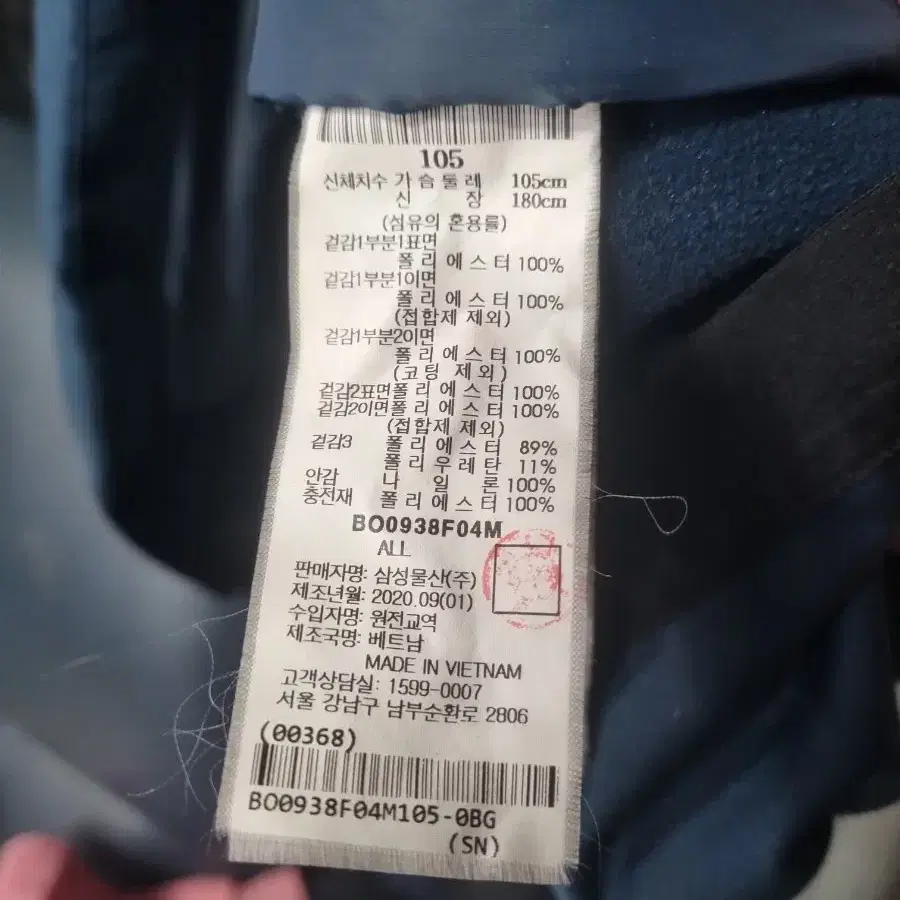 105
신체치수 가 슴 둘 레 105cm
신 장 180cm
(섬유의 혼용률)
겉감1부분1표면
폴 리 에 스 터 100%
겉감1부분1이면
폴 리 에 스 터 100%
(접합제 제외)
겉감1부분2이면
폴 리 에 스 터 100%
(코팅 제외)
겉감2표면폴 리 에 스 터 100%
겉감2이면폴 리 에 스 터 100%
(접합제 제외)
겉감3 폴 리 에 스 터 89%
폴 리 우 레 탄 11%
안감 나 일 론 100%
충전재 폴 리 에 스 터 100%
BO0938F04M
ALL
판매자명: 삼성물산(주)
제조년월: 2020.09(01)
수입자명: 원전교역
제조국명: 베트남
MADE IN VIETNAM
고객상담실: 1599-0007
서울 강남구 남부순환로 2806
(00368)
BO0938F04M105-0BG
(SN)